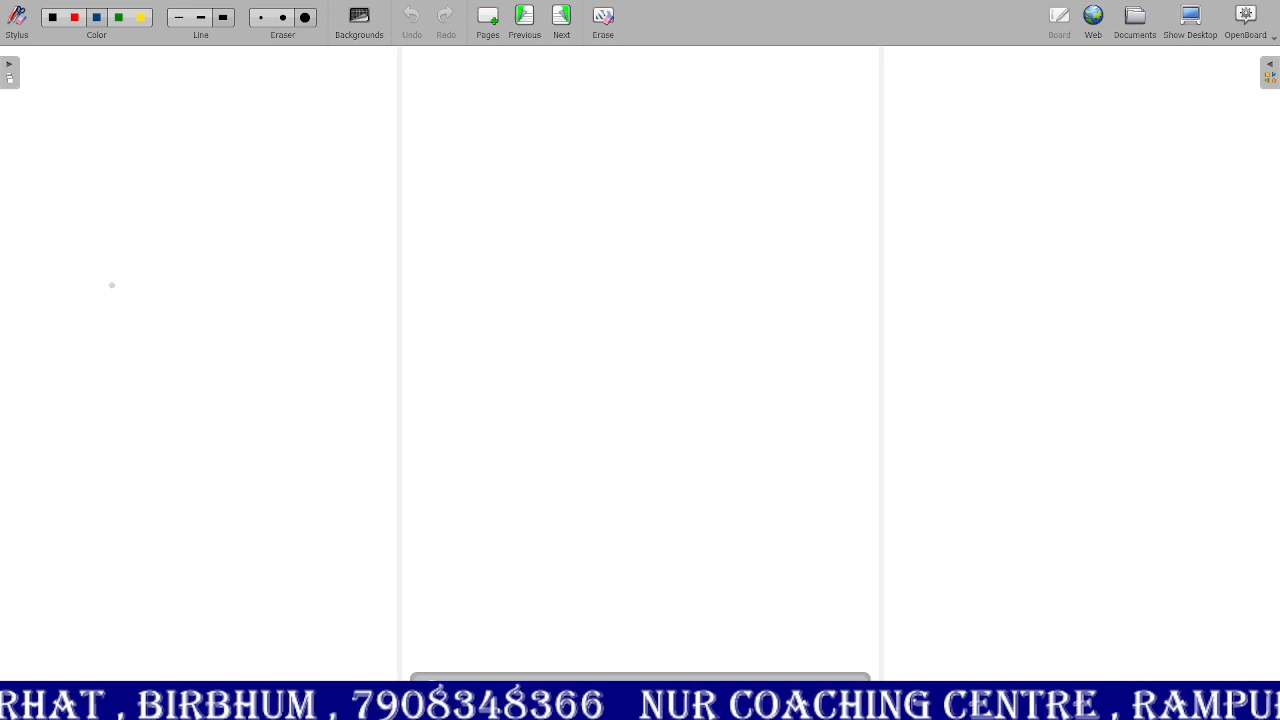 Stylus Color Line Eraser Backgrounds Undo Redo Pages Previous Next Erase Board Web Documents Show Desktop OpenBoard
RHAT , BIRBHUM , 7908348366 NUR COACHING CENTRE , RAMPU